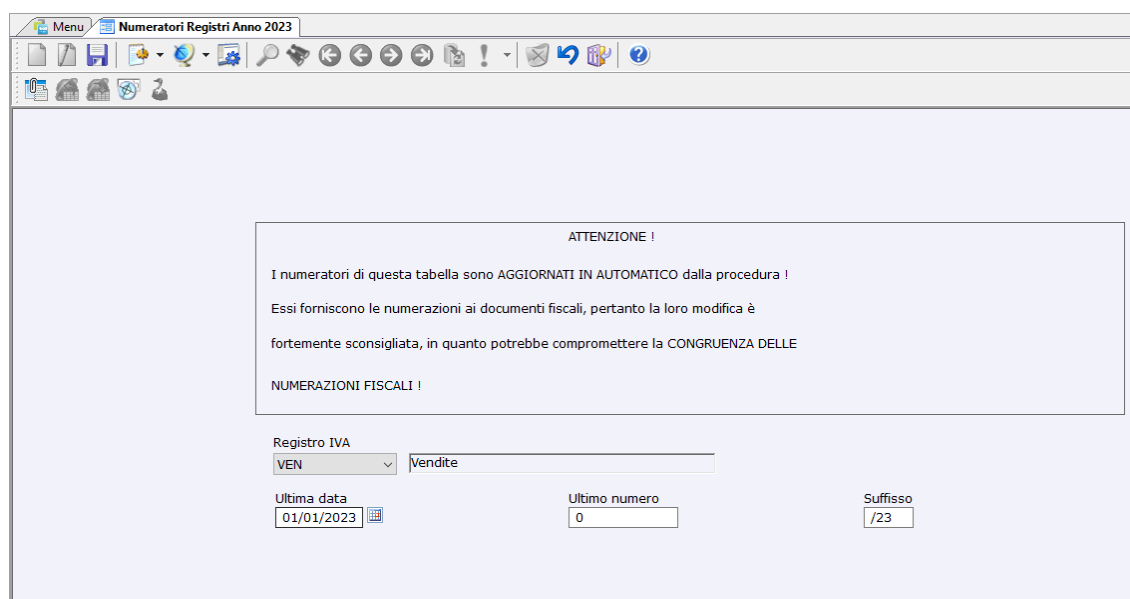 Menu
Numeratori Registri Anno 2023
ATTENZIONE !
I numeratori di questa tabella sono AGGIORNATI IN AUTOMATICO dalla procedura !
Essi forniscono le numerazioni ai documenti fiscali, pertanto la loro modifica è
fortemente sconsigliata, in quanto potrebbe compromettere la CONGRUENZA DELLE
NUMERAZIONI FISCALI !
Registro IVA
VEN
Vendite
Ultima data
Ultimo numero
Suffisso
01/01/2023
0
/23